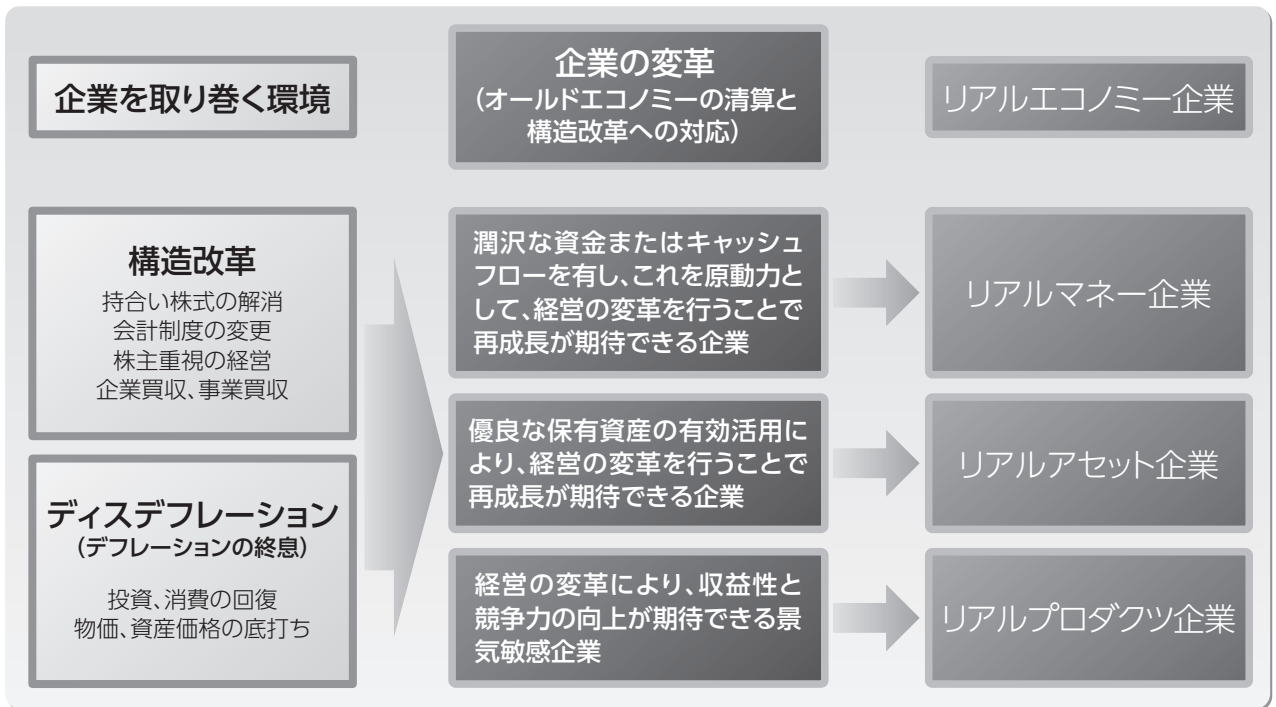 企業を取り巻く環境
企業の変革
(オールドエコノミーの清算と
構造改革への対応)
リアルエコノミー企業
構造改革
持合い株式の解消
会計制度の変更
株主重視の経営
企業買収、事業買収
ディスデフレーション
(デフレーションの終息)
投資、消費の回復
物価、資産価格の底打ち
潤沢な資金またはキャッシュ
フローを有し、これを原動力と
して、経営の変革を行うことで
再成長が期待できる企業
リアルマネー企業
優良な保有資産の有効活用に
より、経営の変革を行うことで
再成長が期待できる企業
リアルアセット企業
経営の変革により、収益性と
競争力の向上が期待できる景
気敏感企業
リアルプロダクツ企業